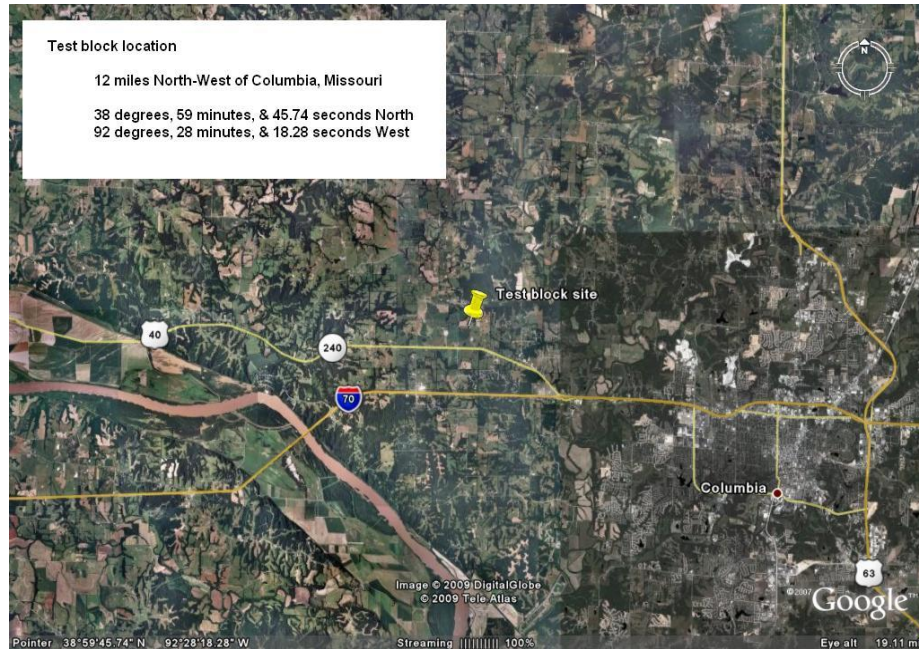 Test block location
12 miles North-West of Columbia, Missouri
38 degrees, 59 minutes, & 45.74 seconds North
92 degrees, 28 minutes, & 18.28 seconds West
N
Test block site
40
240
70
Columbia
63
Image © 2009 DigitalGlobe
© 2009 Tele Atlas
©2007 Google™
Pointer 38°59'45.74" N 92°28'18.28" W Streaming |||||||||| 100% Eye alt 19.11 m